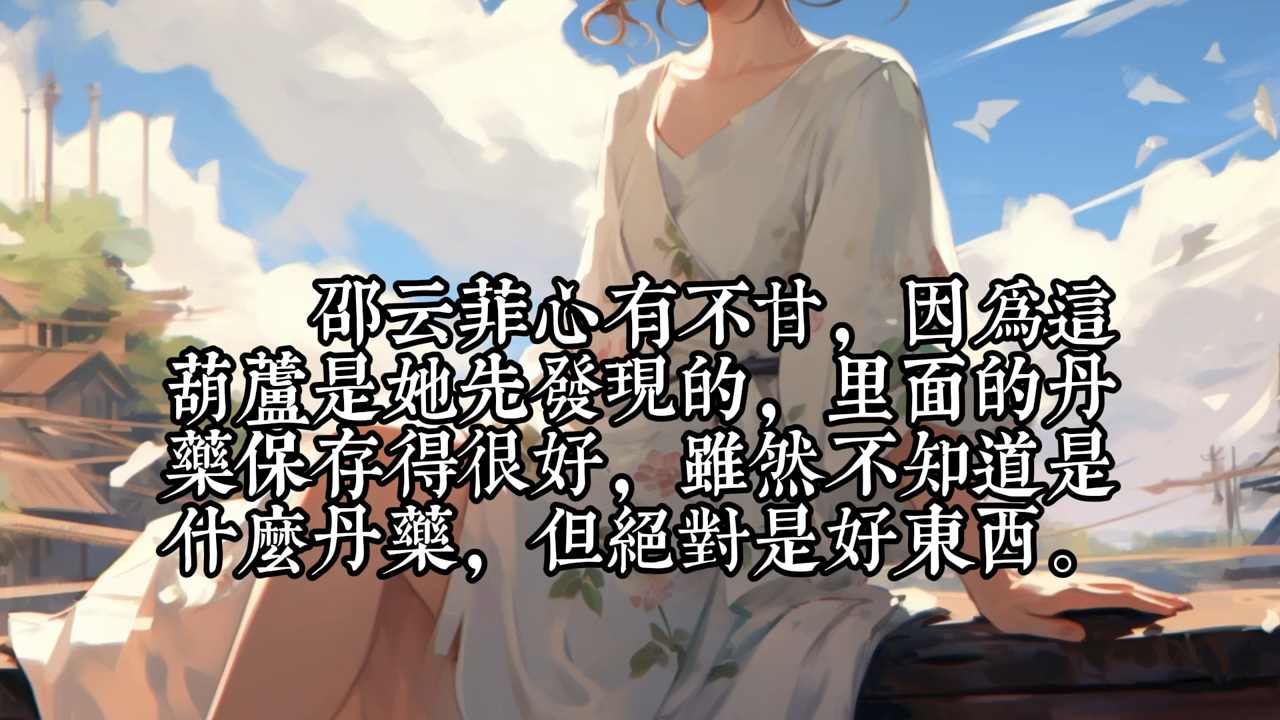 邵云菲心有不甘，因爲這
葫蘆是她先發現的，里面的丹
藥保存得很好，雖然不知道是
什麽丹藥，但絕對是好東西。